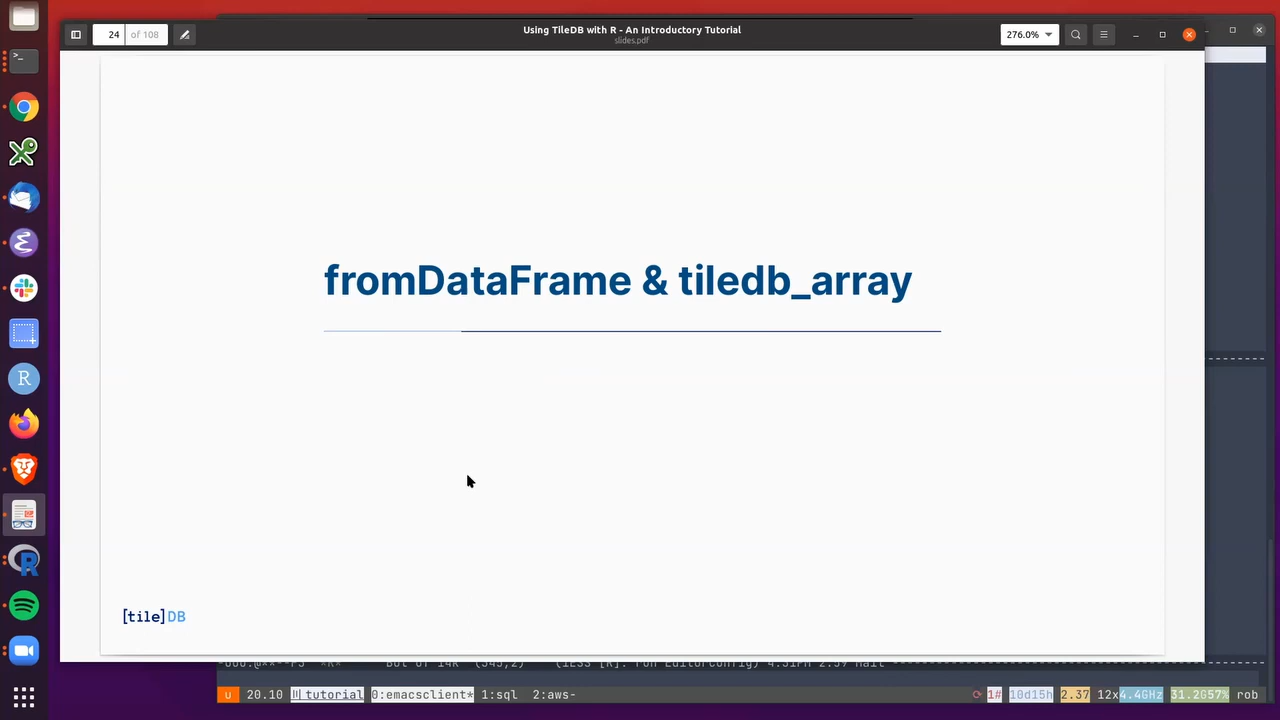 24 of 108
Using TileDB with R - An Introductory Tutorial
slides.pdf
276.0%
fromDataFrame & tiledb_array
[tile]DB
u 20.10 tutorial 0:emacsclient* 1:sql 2:aws- 1# 10d15h 2.37 12x4.4GHz 31.2G57% rob